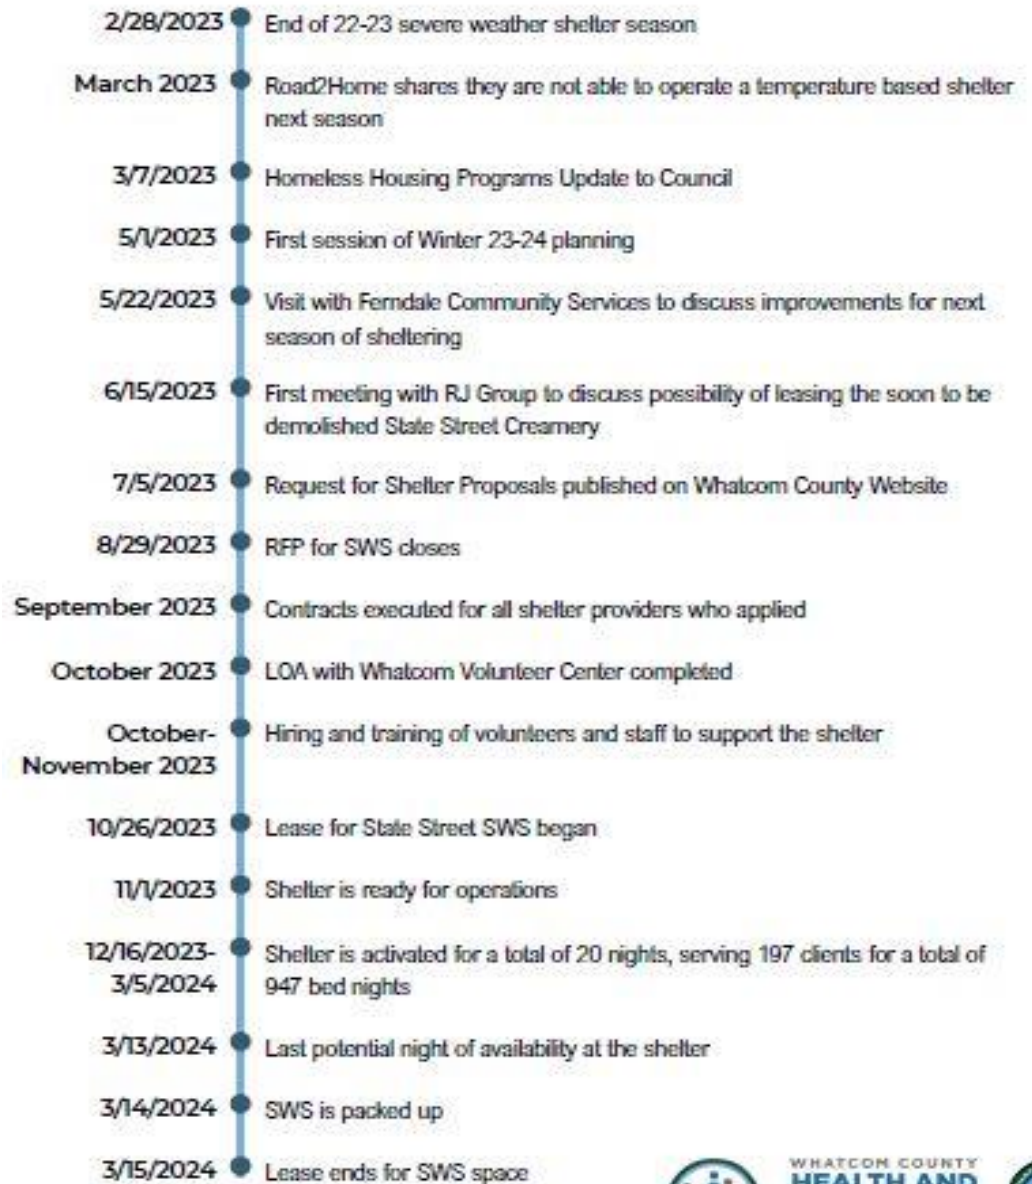 2/28/2023 End of 22-23 severe weather shelter season
March 2023 Road2Home shares they are not able to operate a temperature based shelter
next season
3/7/2023 Homeless Housing Programs Update to Council
5/1/2023 First session of Winter 23-24 planning
5/22/2023 Visit with Ferndale Community Services to discuss improvements for next
season of sheltering
6/15/2023 First meeting with RJ Group to discuss possibility of leasing the soon to be
demolished State Street Creamery
7/5/2023 Request for Shelter Proposals published on Whatcom County Website
8/29/2023 RFP for SWS closes
September 2023 Contracts executed for all shelter providers who applied
October 2023 LOA with Whatcom Volunteer Center completed
October- Hiring and training of volunteers and staff to support the shelter
November 2023
10/26/2023 Lease for State Street SWS began
11/1/2023 Shelter is ready for operations
12/16/2023- Shelter is activated for a total of 20 nights, serving 197 clients for a total of
3/5/2024 947 bed nights
3/13/2024 Last potential night of availability at the shelter
3/14/2024 SWS is packed up
3/15/2024 Lease ends for SWS space
WHATCOM COUNTY
HEALTH AND